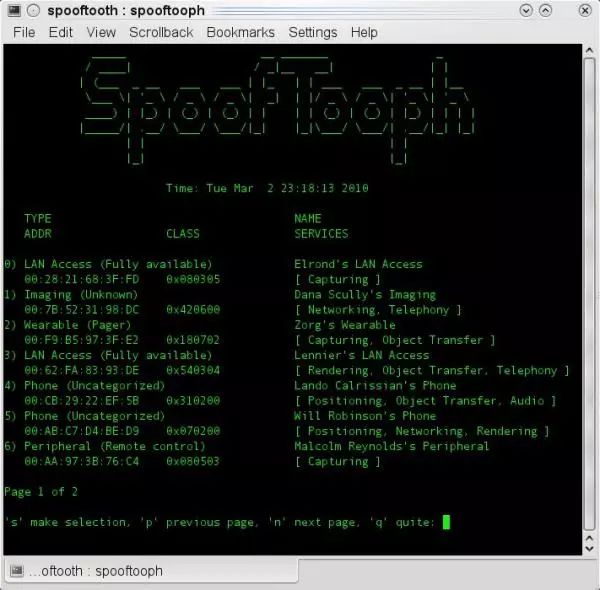 spooftooth : spooftooph
File Edit View Scrollback Bookmarks Settings Help
SpoofTooph
Time: Tue Mar 2 23:18:13 2010
TYPE NAME
ADDR CLASS SERVICES
0) LAN Access (Fully available) Elrond's LAN Access
00:28:21:68:3F:FD 0x080305 [ Capturing ]
1) Imaging (Unknown) Dana Scully's Imaging
00:7B:52:31:98:DC 0x420600 [ Networking, Telephony ]
2) Wearable (Pager) Zorg's Wearable
00:F9:B5:97:3F:E2 0x180702 [ Capturing, Object Transfer ]
3) LAN Access (Fully available) Lennier's LAN Access
00:62:FA:83:93:DE 0x540304 [ Rendering, Object Transfer, Telephony ]
4) Phone (Uncategorized) Lando Calrissian's Phone
00:CB:29:22:EF:5B 0x310200 [ Positioning, Object Transfer, Audio ]
5) Phone (Uncategorized) Will Robinson's Phone
00:AB:C7:D4:BE:D9 0x070200 [ Positioning, Networking, Rendering ]
6) Peripheral (Remote control) Malcolm Reynolds's Peripheral
00:AA:97:3B:76:C4 0x080503 [ Capturing ]
Page 1 of 2
's' make selection, 'p' previous page, 'n' next page, 'q' quite:
...oftooth : spooftooph